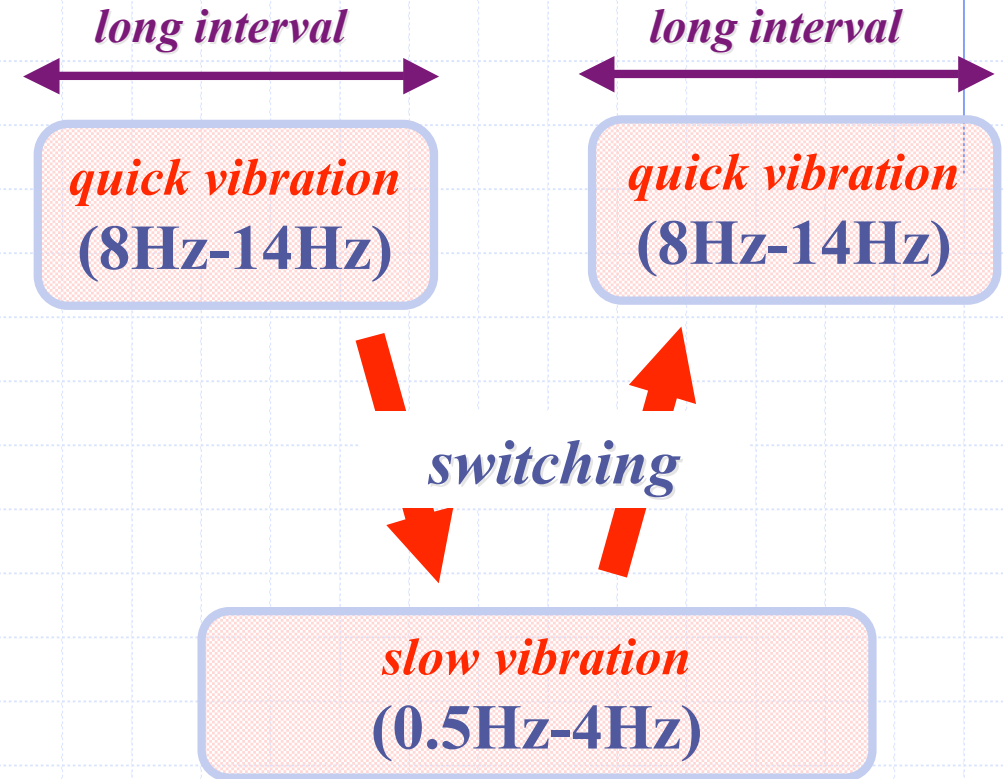 long interval
long interval
quick vibration
(8Hz-14Hz)
quick vibration
(8Hz-14Hz)
switching
slow vibration
(0.5Hz-4Hz)